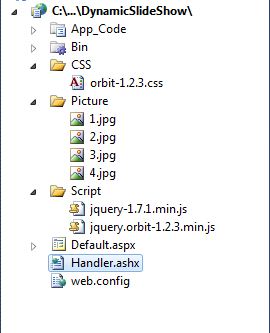 C:\...\DynamicSlideShow\
App_Code
Bin
CSS
orbit-1.2.3.css
Picture
1.jpg
2.jpg
3.jpg
4.jpg
Script
jquery-1.7.1.min.js
jquery.orbit-1.2.3.min.js
Default.aspx
Handler.ashx
web.config